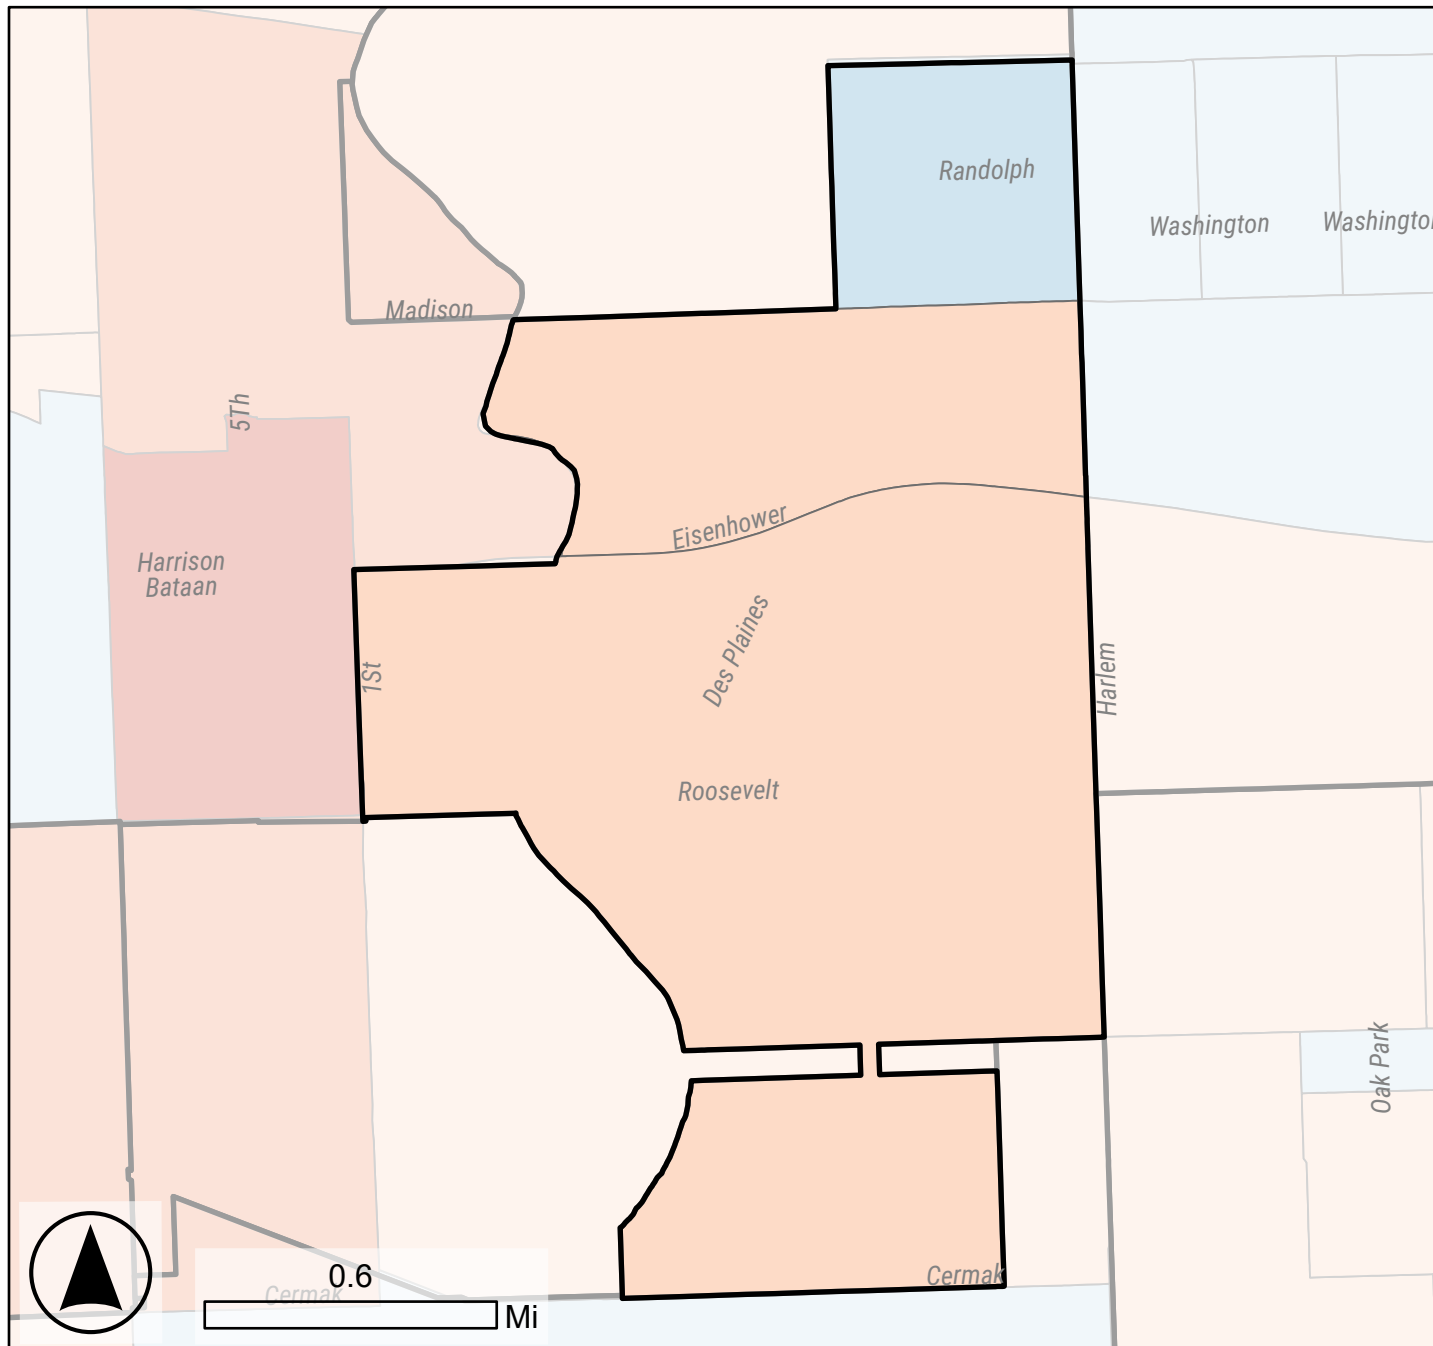 Randolph
Washington
Washingto
Madison
5Th
Eisenhower
Harrison
Bataan
Des Plaines
1St
Harlem
Roosevelt
Oak Park
Cermak
Cermak
0.6
Mi